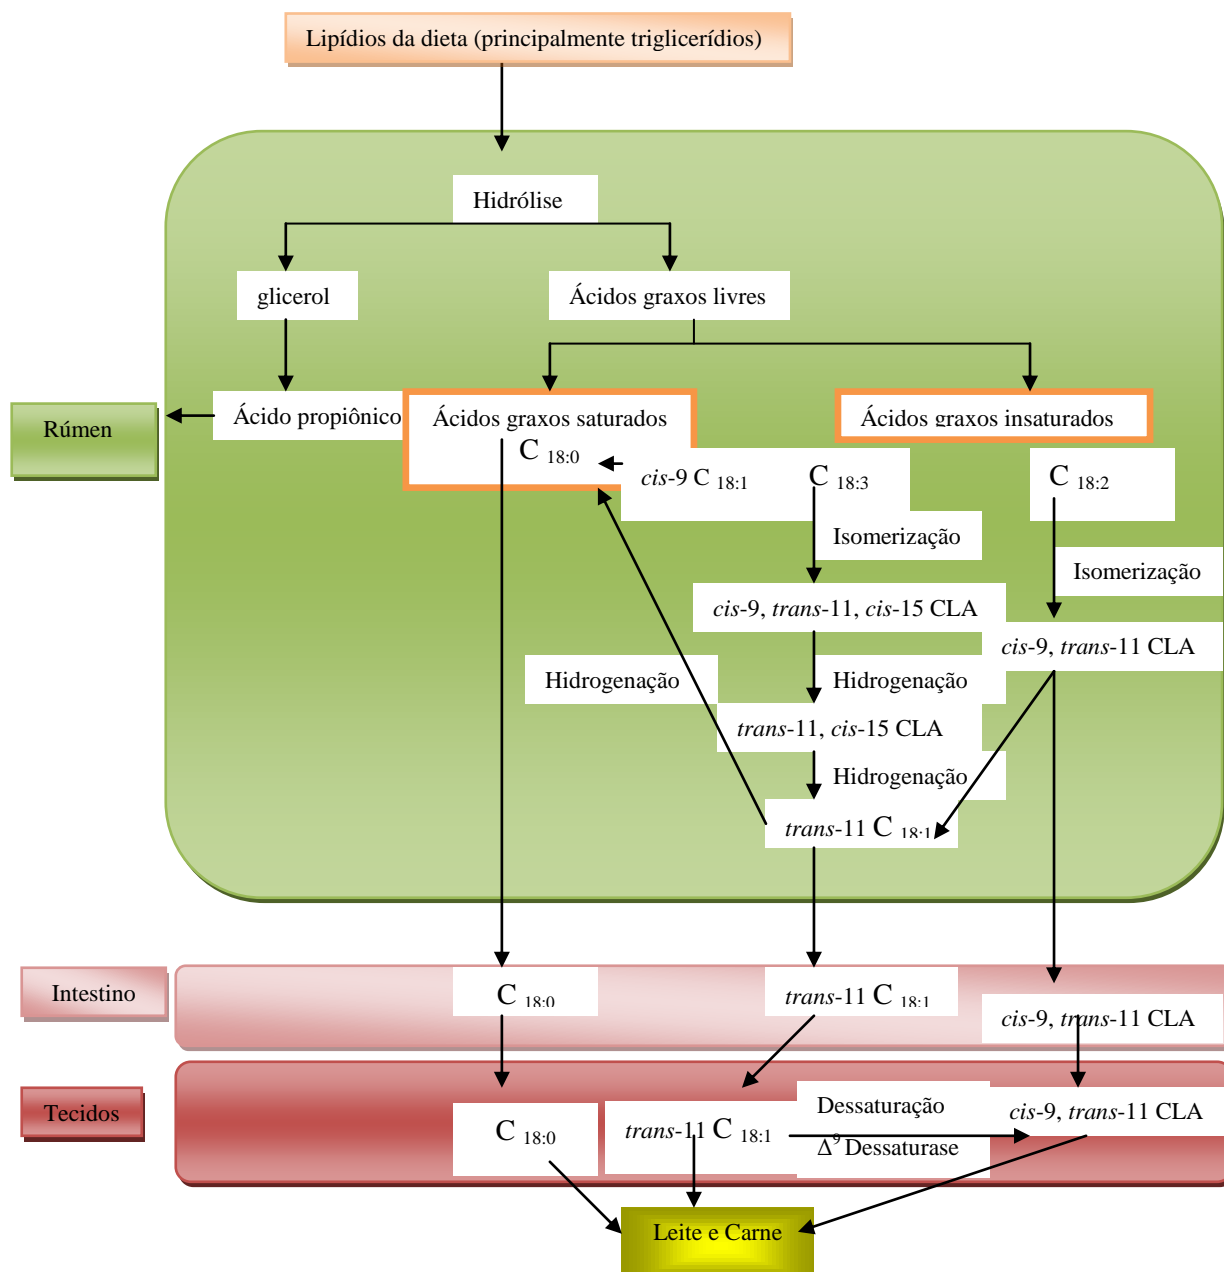 Lipídios da dieta (principalmente triglicerídios)
Hidrólise
glicerol
Ácidos graxos livres
Rúmen
Ácido propiônico
Ácidos graxos saturados
C 18:0
Ácidos graxos insaturados
cis-9 C 18:1
C 18:3
C 18:2
Isomerização
Isomerização
cis-9, trans-11, cis-15 CLA
cis-9, trans-11 CLA
Hidrogenação
Hidrogenação
trans-11, cis-15 CLA
Hidrogenação
trans-11 C 18:1
Intestino
C 18:0
trans-11 C 18:1
cis-9, trans-11 CLA
Tecidos
C 18:0
trans-11 C 18:1
Dessaturação
Δ⁹ Dessaturase
cis-9, trans-11 CLA
Leite e Carne